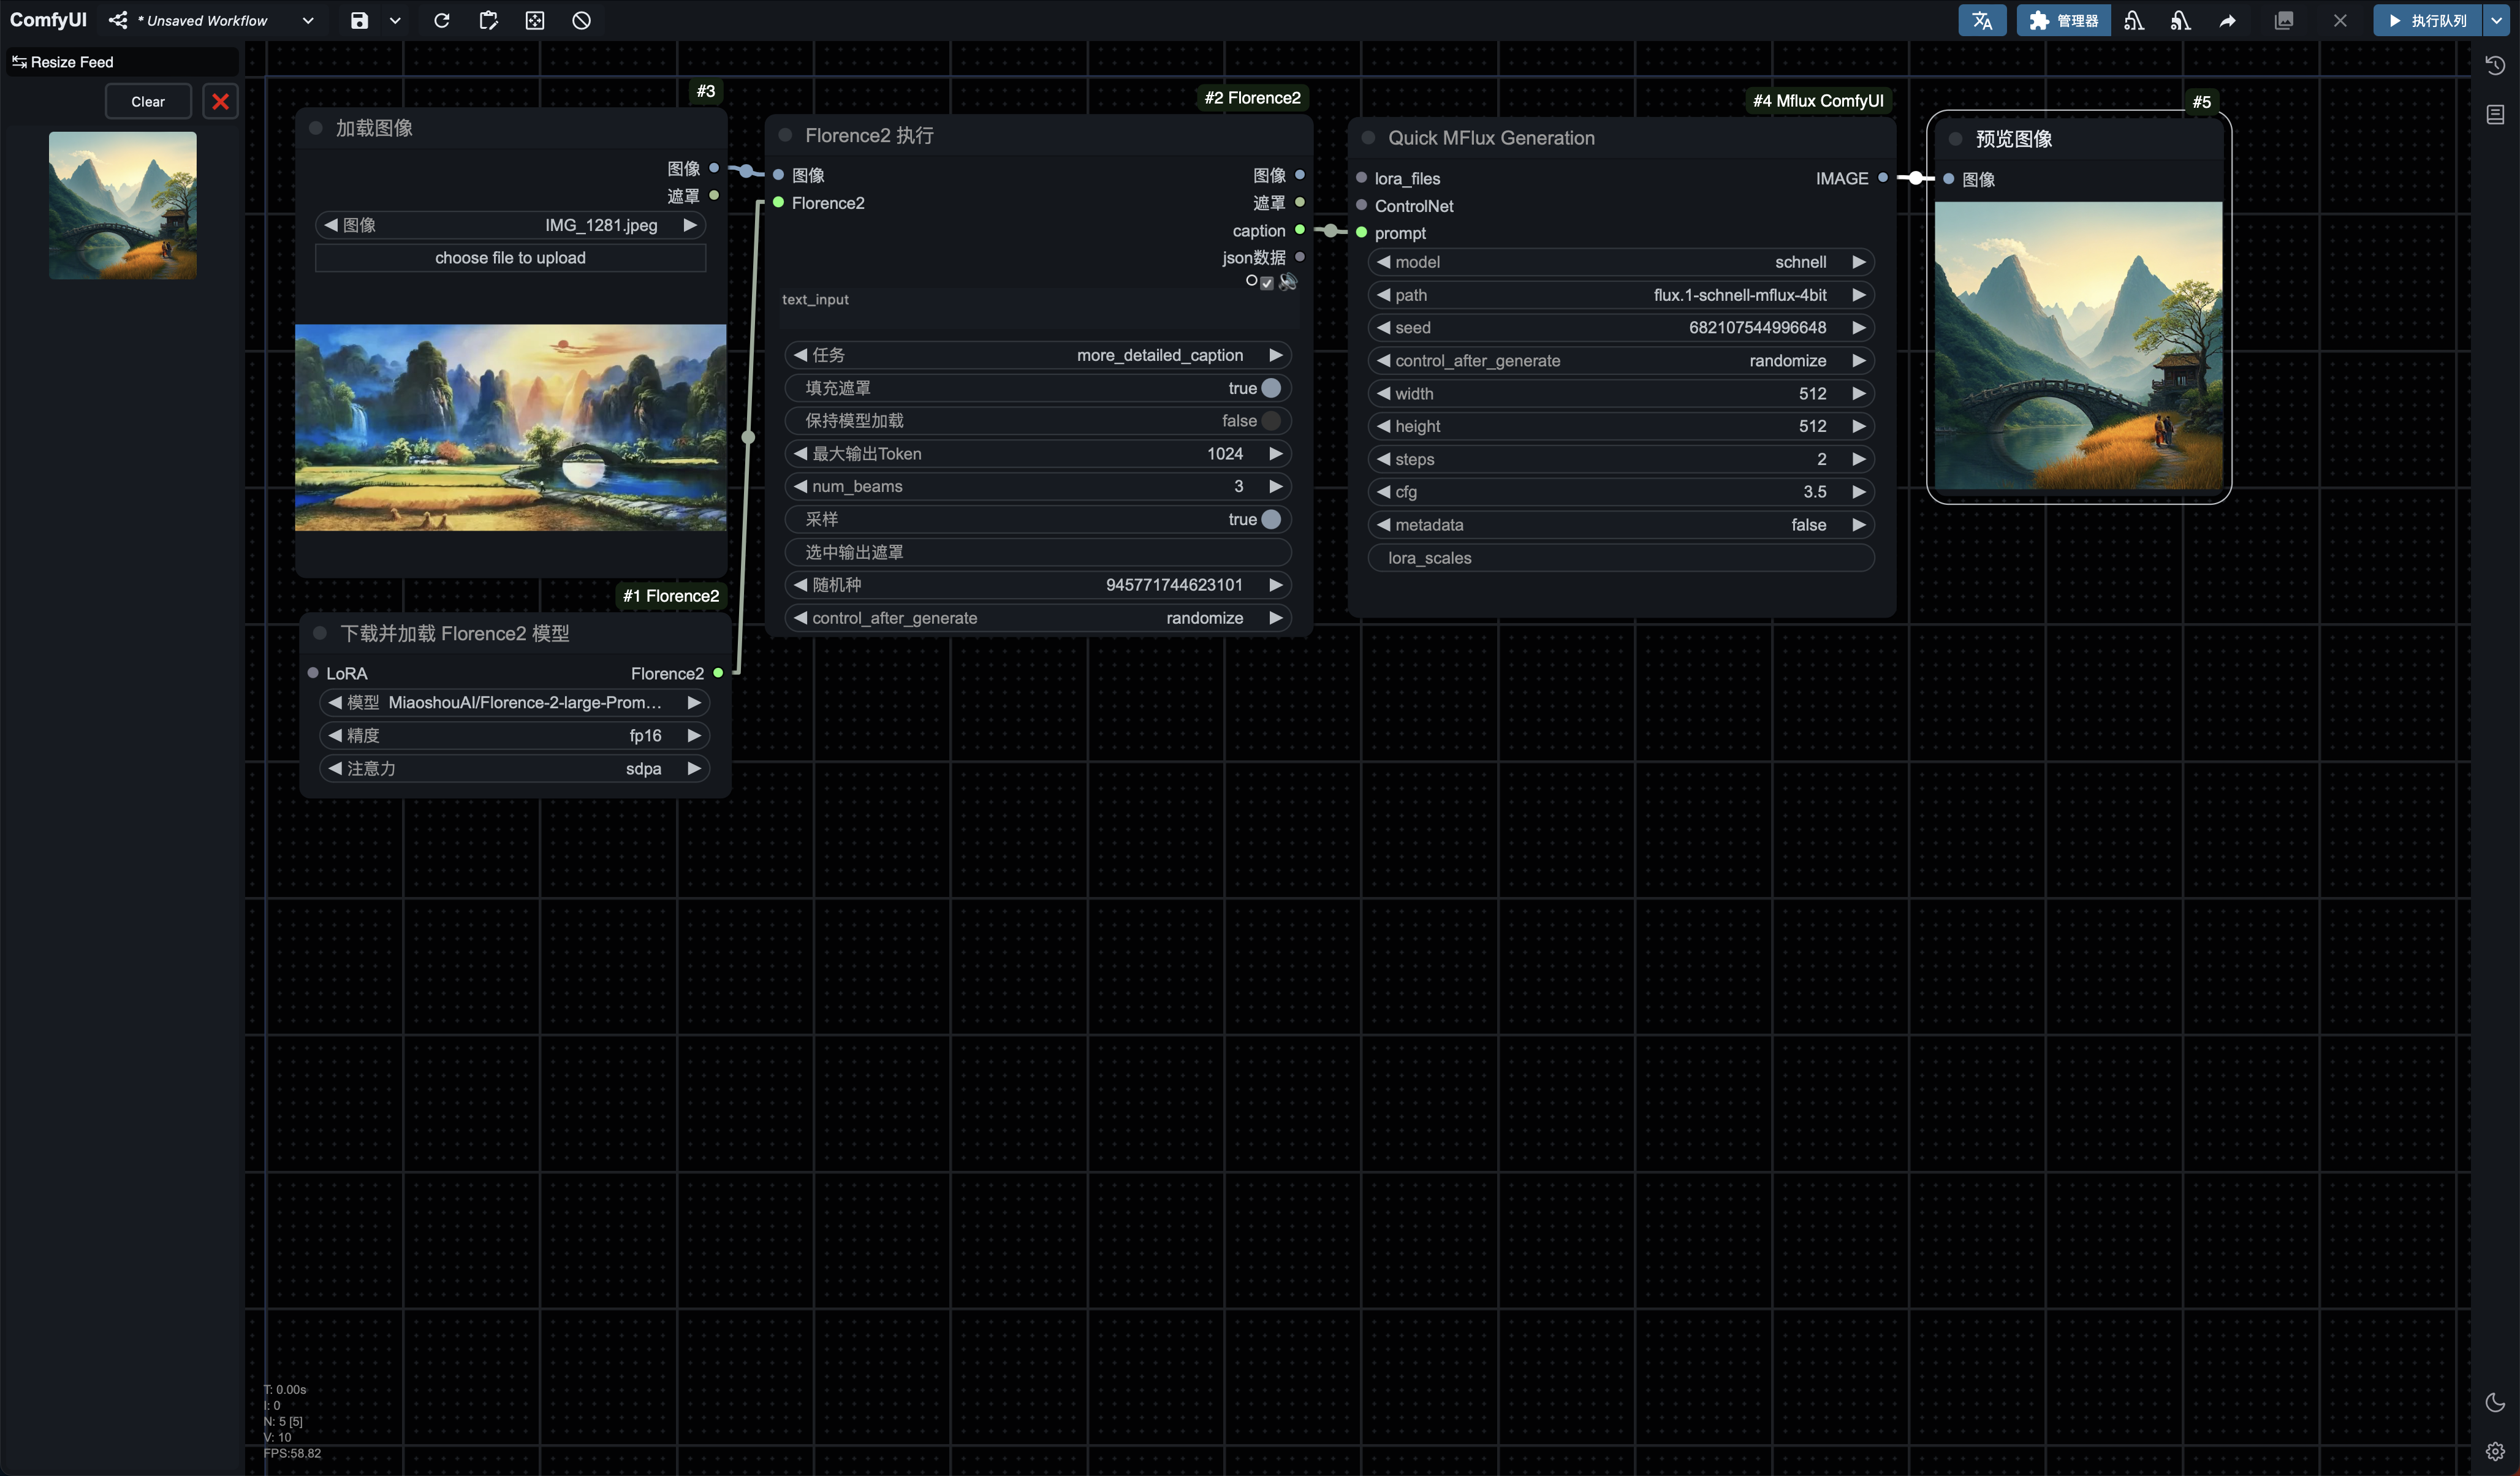 ComfyUI
* Unsaved Workflow
管理器
执行队列
Resize Feed
Clear
#3
加载图像
图像
遮罩
图像 IMG_1281.jpeg
choose file to upload
#1 Florence2
下载并加载 Florence2 模型
LoRA Florence2
模型 MiaoshouAI/Florence-2-large-Prom…
精度 fp16
注意力 sdpa
#2 Florence2
Florence2 执行
图像 图像
Florence2 遮罩
caption
json数据
text_input
任务 more_detailed_caption
填充遮罩 true
保持模型加载 false
最大输出Token 1024
num_beams 3
采样 true
选中输出遮罩
随机种 945771744623101
control_after_generate randomize
#4 Mflux ComfyUI
Quick MFlux Generation
lora_files IMAGE
ControlNet
prompt
model schnell
path flux.1-schnell-mflux-4bit
seed 682107544996648
control_after_generate randomize
width 512
height 512
steps 2
cfg 3.5
metadata false
lora_scales
#5
预览图像
图像
T: 0.00s
I: 0
N: 5 [5]
V: 10
FPS:58.82